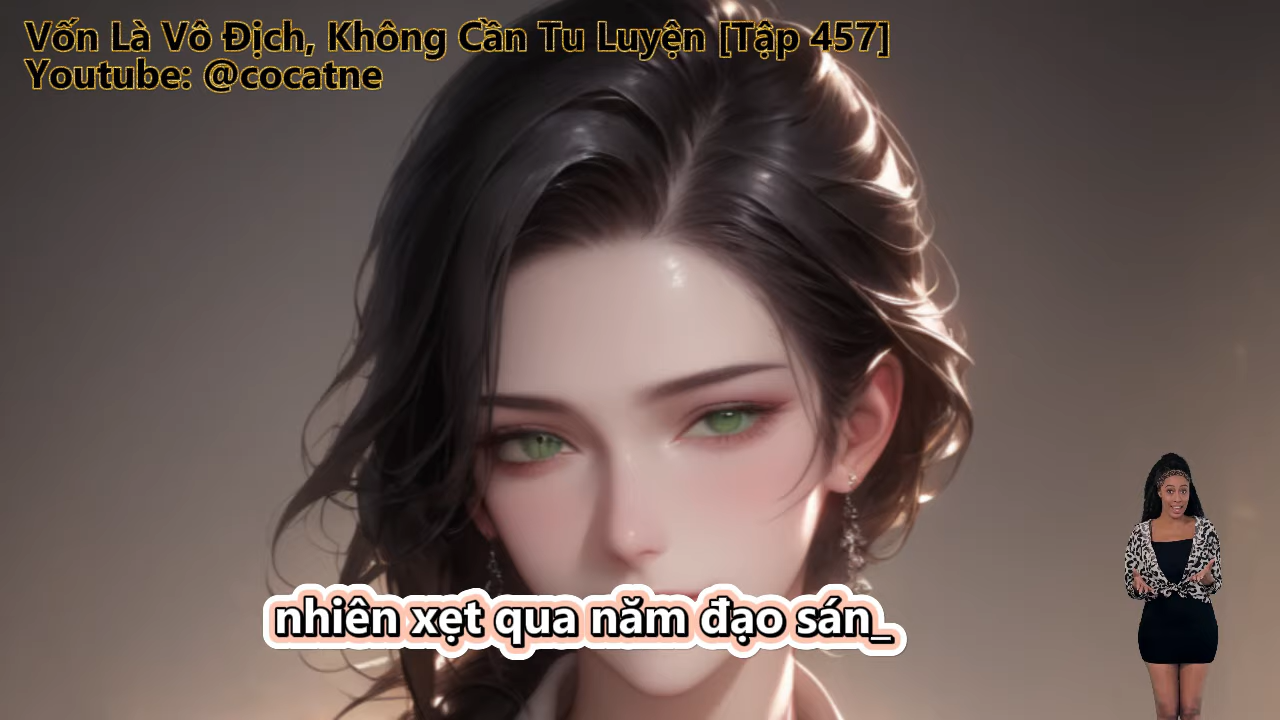 Vốn Là Vô Địch, Không Cần Tu Luyện [Tập 457]
Youtube: @cocatne
nhiên xẹt qua năm đạo sán_